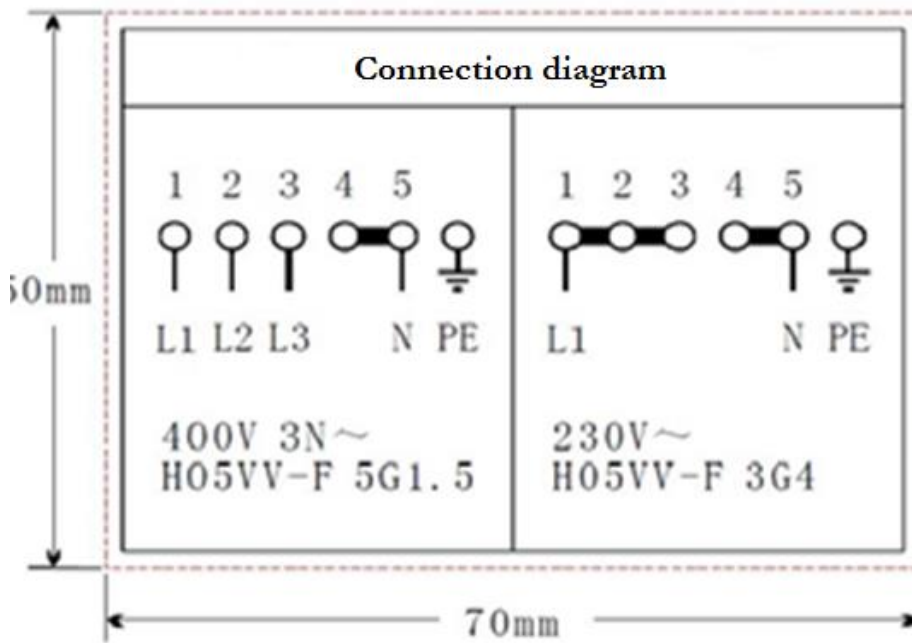 Connection diagram
1 2 3 4 5
L1 L2 L3 N PE
400V 3N~
H05VV-F 5G1.5
1 2 3 4 5
L1 N PE
230V~
H05VV-F 3G4
70mm